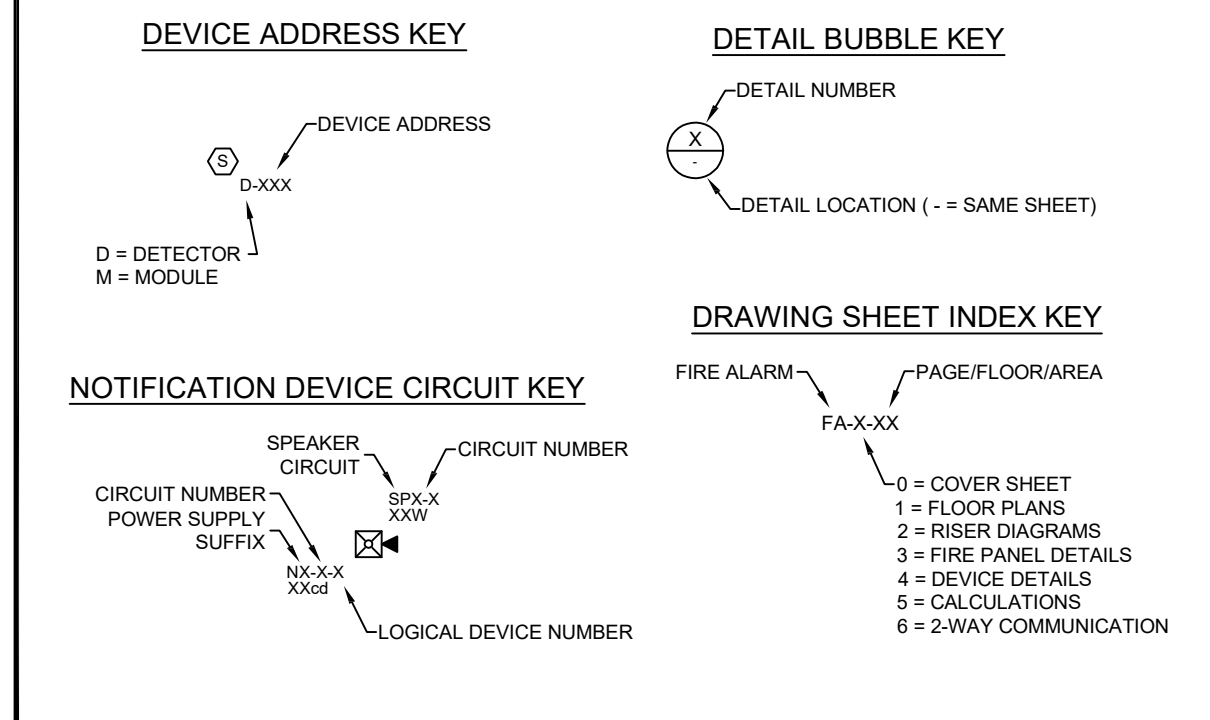 DEVICE ADDRESS KEY
DEVICE ADDRESS
S
D-XXX
D = DETECTOR
M = MODULE
DETAIL BUBBLE KEY
DETAIL NUMBER
X
-
DETAIL LOCATION ( - = SAME SHEET)
NOTIFICATION DEVICE CIRCUIT KEY
SPEAKER
CIRCUIT
CIRCUIT NUMBER
SPX-X
XXW
CIRCUIT NUMBER
POWER SUPPLY
SUFFIX
NX-X-X
XXcd
LOGICAL DEVICE NUMBER
DRAWING SHEET INDEX KEY
FIRE ALARM
PAGE/FLOOR/AREA
FA-X-XX
0 = COVER SHEET
1 = FLOOR PLANS
2 = RISER DIAGRAMS
3 = FIRE PANEL DETAILS
4 = DEVICE DETAILS
5 = CALCULATIONS
6 = 2-WAY COMMUNICATION